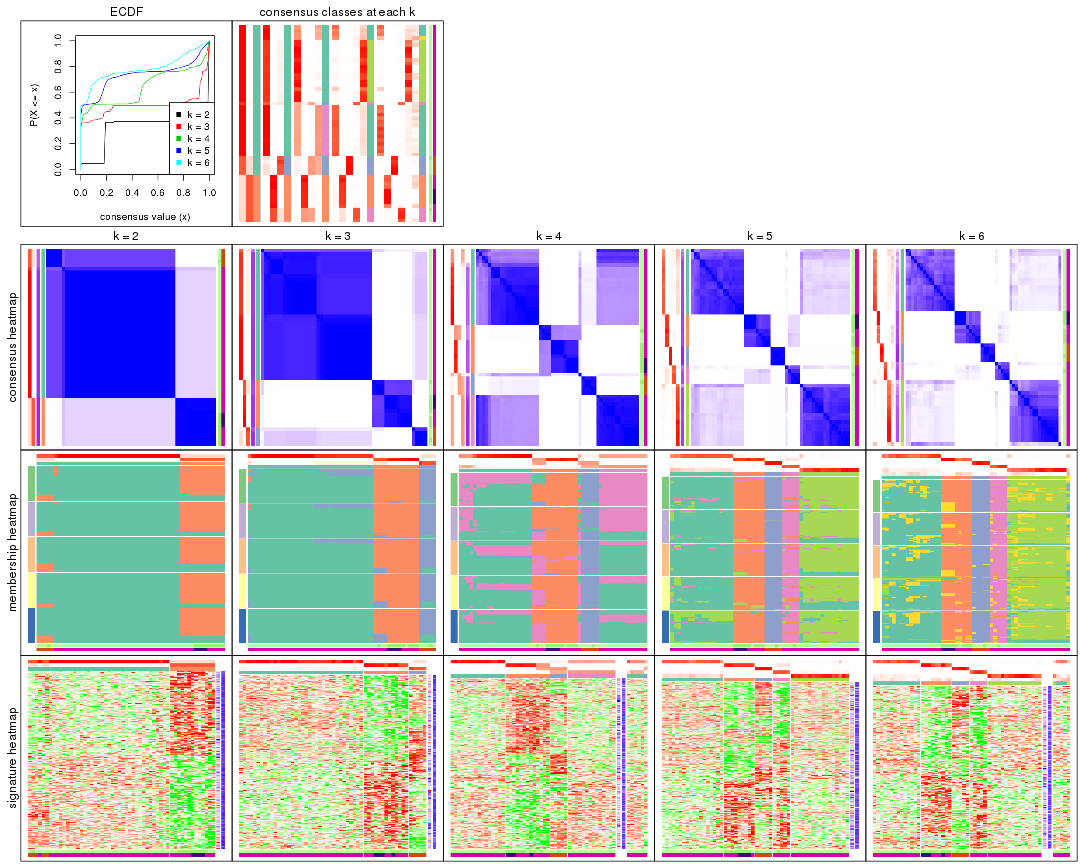 ECDF
consensus classes at each k
P(X <= x)
0.0 0.2 0.4 0.6 0.8 1.0
k = 2
k = 3
k = 4
k = 5
k = 6
0.0 0.2 0.4 0.6 0.8 1.0
consensus value (x)
k = 2
k = 3
k = 4
k = 5
k = 6
consensus heatmap
membership heatmap
signature heatmap